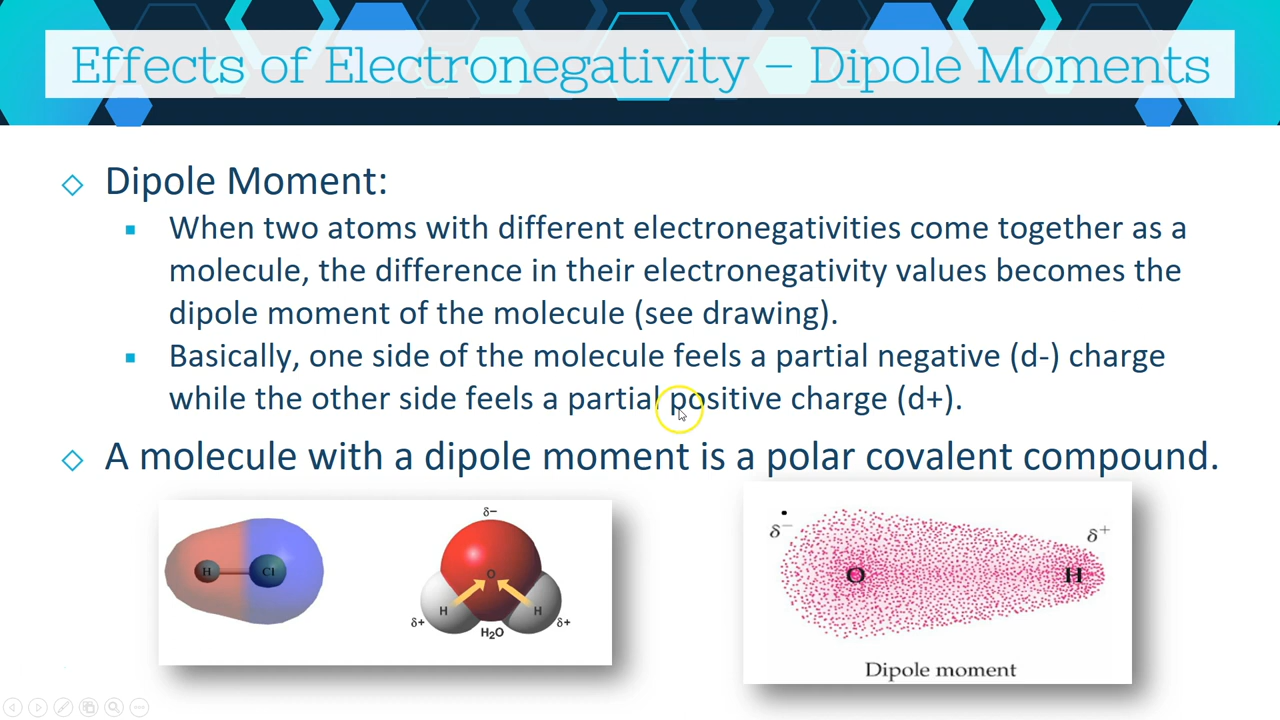 Effects of Electronegativity – Dipole Moments
Dipole Moment:
When two atoms with different electronegativities come together as a
molecule, the difference in their electronegativity values becomes the
dipole moment of the molecule (see drawing).
Basically, one side of the molecule feels a partial negative (d-) charge
while the other side feels a partial positive charge (d+).
A molecule with a dipole moment is a polar covalent compound.
H Cl
δ−
O
H H
δ+ δ+
H₂O
δ− δ+
O H
Dipole moment